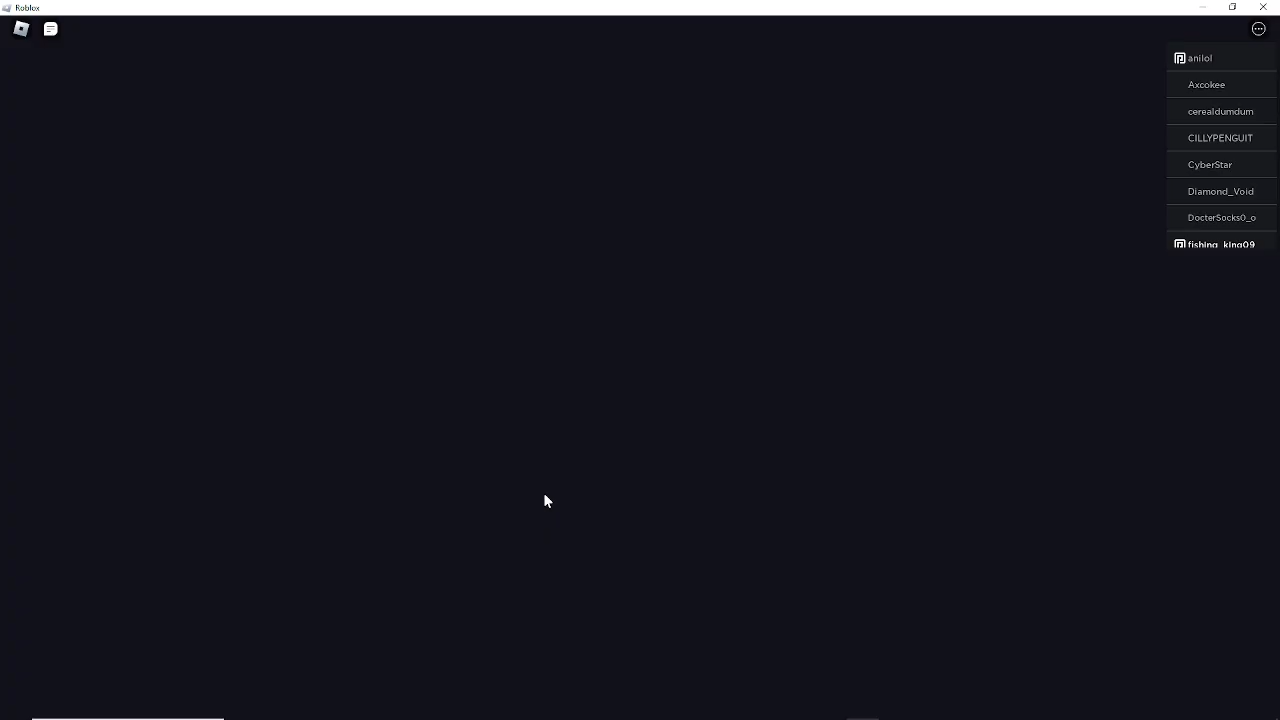 Roblox
anilol
Axcokee
cerealdumdum
CILLYPENGUIT
CyberStar
Diamond_Void
DocterSocks0_o
fishing_king09